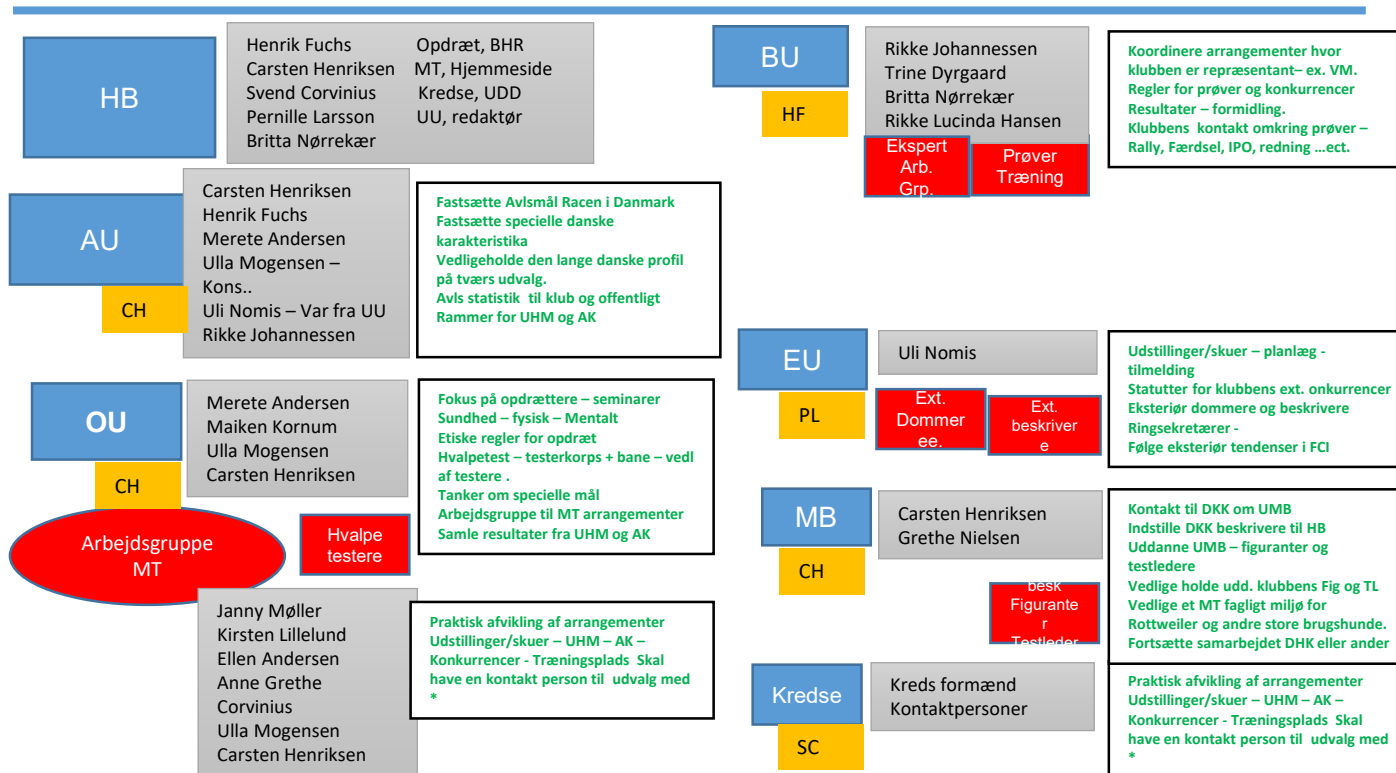 HB
Henrik Fuchs Opdræt, BHR
Carsten Henriksen MT, Hjemmeside
Svend Corvinius Kredse, UDD
Pernille Larsson UU, redaktør
Britta Nørrekær
BU
HF
Rikke Johannessen
Trine Dyrgaard
Britta Nørrekær
Rikke Lucinda Hansen
Ekspert
Arb.
Grp.
Prøver
Træning
Koordinere arrangementer hvor
klubben er repræsentant– ex. VM.
Regler for prøver og konkurrencer
Resultater – formidling.
Klubbens kontakt omkring prøver –
Rally, Færdsel, IPO, redning ...ect.
AU
CH
Carsten Henriksen
Henrik Fuchs
Merete Andersen
Ulla Mogensen –
Kons..
Uli Nomis – Var fra UU
Rikke Johannessen
Fastsætte Avlsmål Racen i Danmark
Fastsætte specielle danske
karakteristika
Vedligeholde den lange danske profil
på tværs udvalg.
Avls statistik til klub og offentligt
Rammer for UHM og AK
EU
PL
Uli Nomis
Ext.
Dommer
ee.
Ext.
beskriver
e
Udstillinger/skuer – planlæg -
tilmelding
Statutter for klubbens ext. onkurrencer
Eksteriør dommere og beskrivere
Ringsekretærer -
Følge eksteriør tendenser i FCI
OU
CH
Merete Andersen
Maiken Kornum
Ulla Mogensen
Carsten Henriksen
Fokus på opdrættere – seminarer
Sundhed – fysisk – Mentalt
Etiske regler for opdræt
Hvalpetest – testerkorps + bane – vedl
af testere .
Tanker om specielle mål
Arbejdsgruppe til MT arrangementer
Samle resultater fra UHM og AK
Arbejdsgruppe
MT
Hvalpe
testere
MB
CH
Carsten Henriksen
Grethe Nielsen
besk
Figurante
r
Testleder
Kontakt til DKK om UMB
Indstille DKK beskrivere til HB
Uddanne UMB – figuranter og
testledere
Vedlige holde udd. klubbens Fig og TL
Vedlige et MT fagligt miljø for
Rottweiler og andre store brugshunde.
Fortsætte samarbejdet DHK eller ander
Janny Møller
Kirsten Lillelund
Ellen Andersen
Anne Grethe
Corvinius
Ulla Mogensen
Carsten Henriksen
Praktisk afvikling af arrangementer
Udstillinger/skuer – UHM – AK –
Konkurrencer - Træningsplads Skal
have en kontakt person til udvalg med
*
Kredse
SC
Kreds formænd
Kontaktpersoner
Praktisk afvikling af arrangementer
Udstillinger/skuer – UHM – AK –
Konkurrencer - Træningsplads Skal
have en kontakt person til udvalg med
*